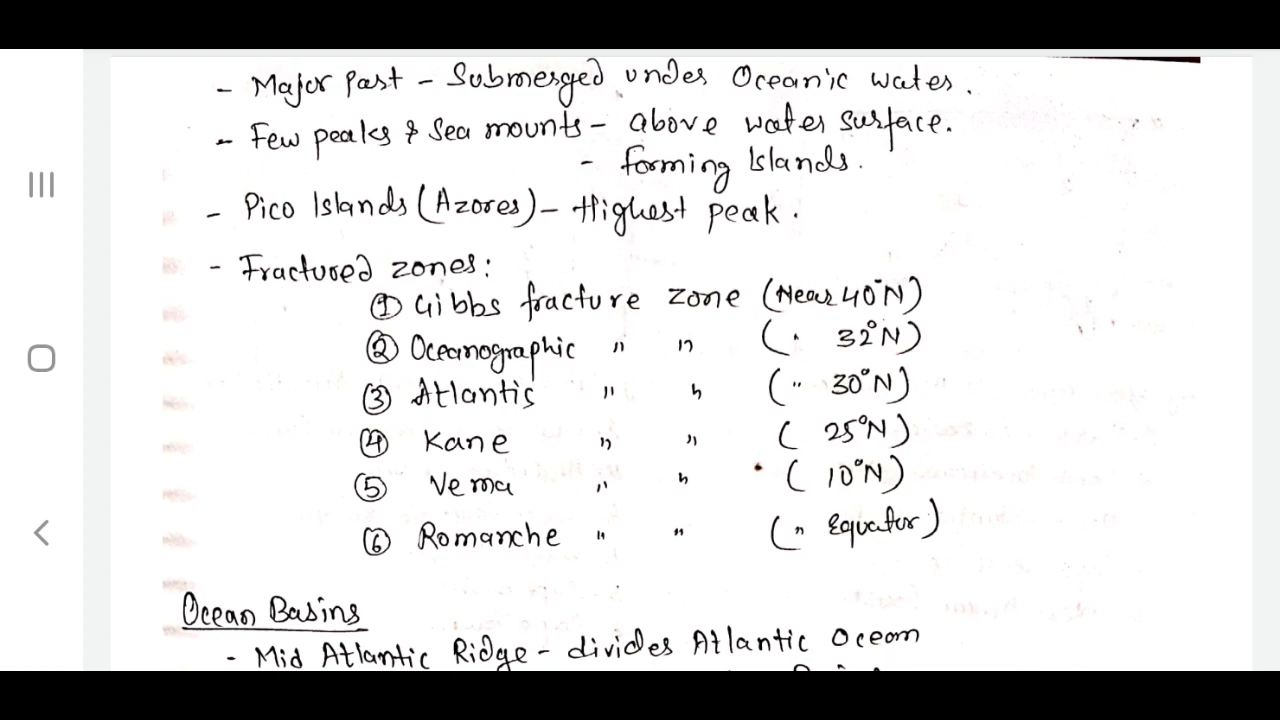 - Major Part - Submerged under Oceanic water.
- Few peaks & Sea mounts - above water surface.
- forming Islands.
- Pico Islands (Azores) - Highest peak.
- Fractured zones:
① Gibbs fracture zone (Near 40°N)
② Oceanographic " " ( " 32°N)
③ Atlantis " " ( " 30°N)
④ Kane " " ( 25°N)
⑤ Vema " " ( 10°N)
⑥ Romanche " " ( " Equator)
Ocean Basins
- Mid Atlantic Ridge - divides Atlantic Ocean